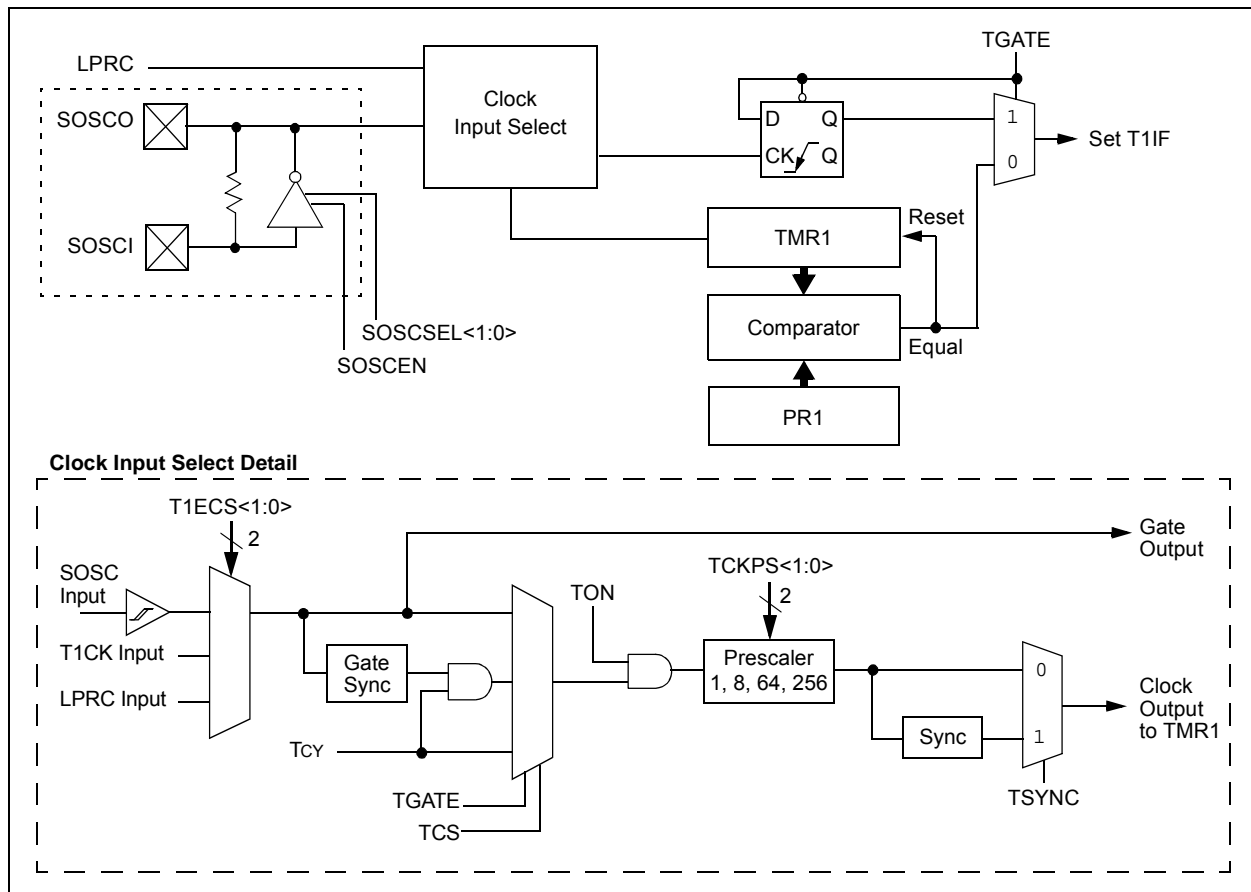 TGATE
LPRC
Clock
Input Select
SOSCO
D Q
CK Q
1
0
Set T1IF
SOSCI
Reset
TMR1
Comparator
Equal
SOSCSEL<1:0>
SOSCEN
PR1
Clock Input Select Detail
T1ECS<1:0>
2
Gate
Output
SOSC
Input
TCKPS<1:0>
2
TON
T1CK Input
Gate
Sync
Prescaler
1, 8, 64, 256
0
LPRC Input
Clock
Output
to TMR1
Sync
1
TCY
TGATE
TSYNC
TCS